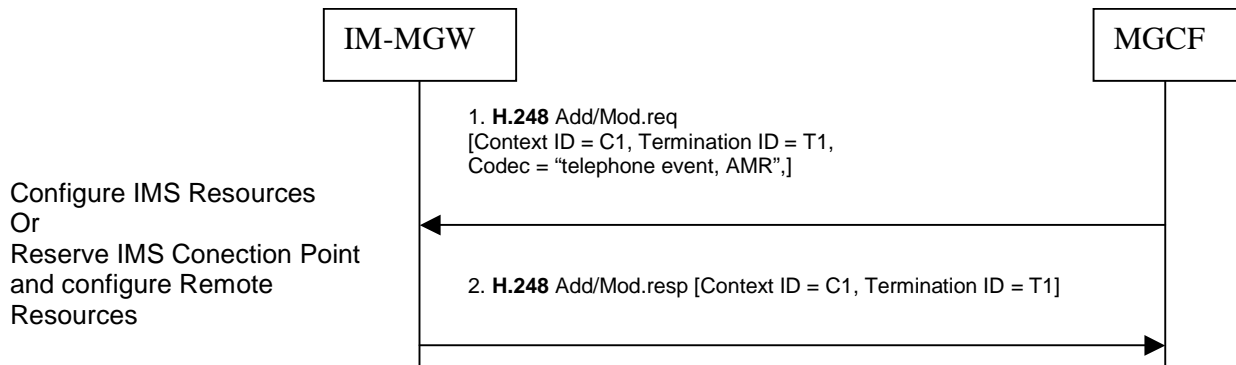 IM-MGW
MGCF
1. H.248 Add/Mod.req
[Context ID = C1, Termination ID = T1,
Codec = “telephone event, AMR”,]
Configure IMS Resources
Or
Reserve IMS Conection Point
and configure Remote
Resources
2. H.248 Add/Mod.resp [Context ID = C1, Termination ID = T1]